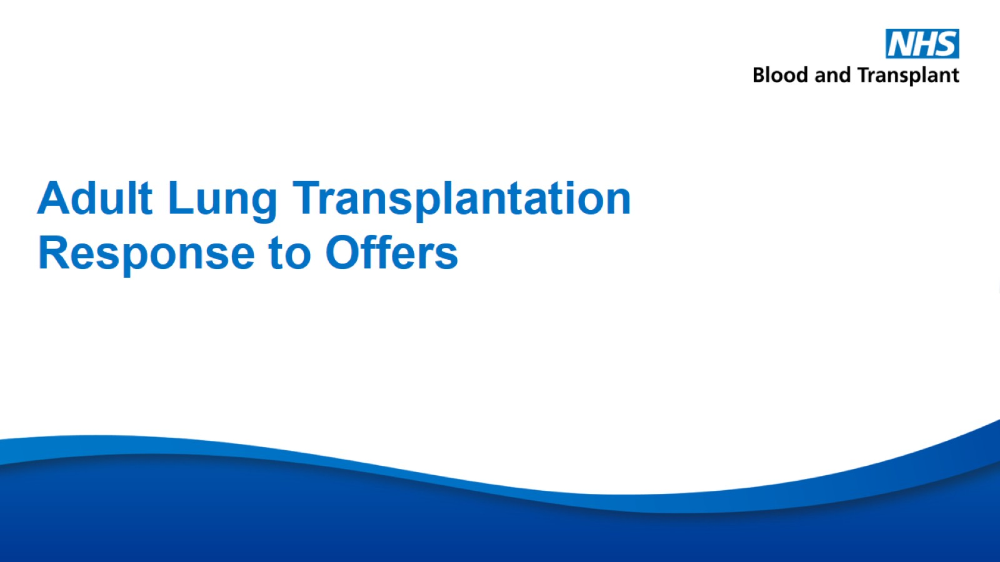 NHS
Blood and Transplant
Adult Lung Transplantation
Response to Offers